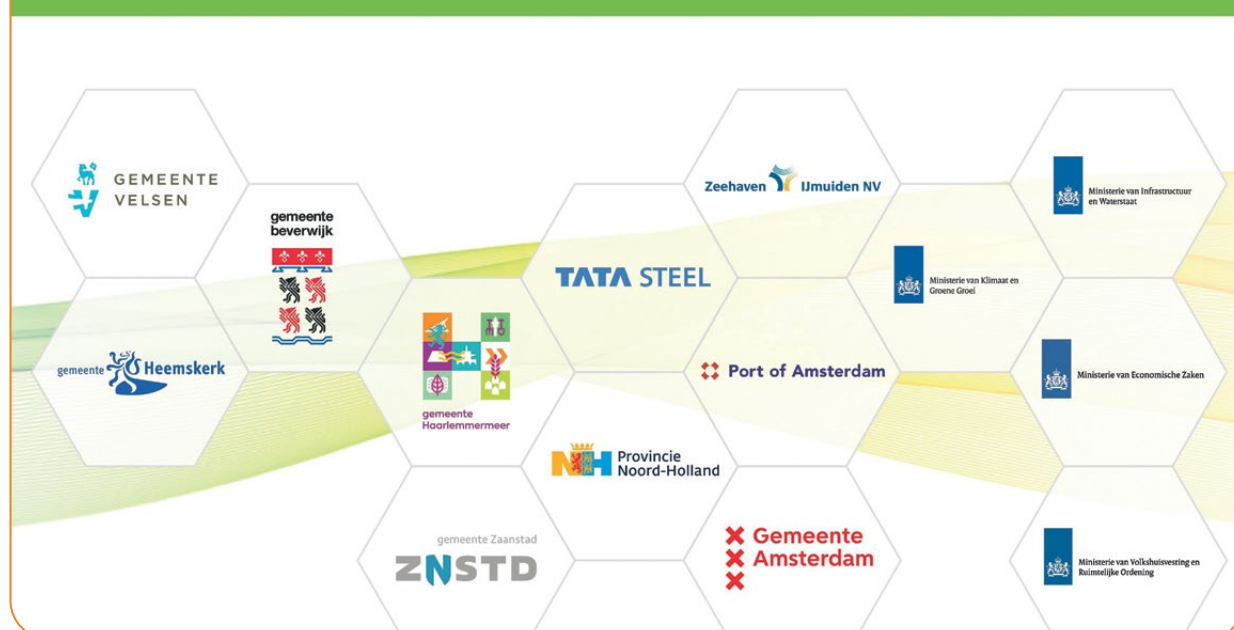 GEMEENTE
VELSEN
gemeente
beverwijk
gemeente Heemskerk
gemeente
Haarlemmermeer
gemeente Zaanstad
ZNSTD
TATA STEEL
NH Provincie
Noord-Holland
Zeehaven IJmuiden NV
Port of Amsterdam
Gemeente
Amsterdam
Ministerie van Klimaat en
Groene Groei
Ministerie van Infrastructuur
en Waterstaat
Ministerie van Economische Zaken
Ministerie van Volkshuisvesting en
Ruimtelijke Ordening